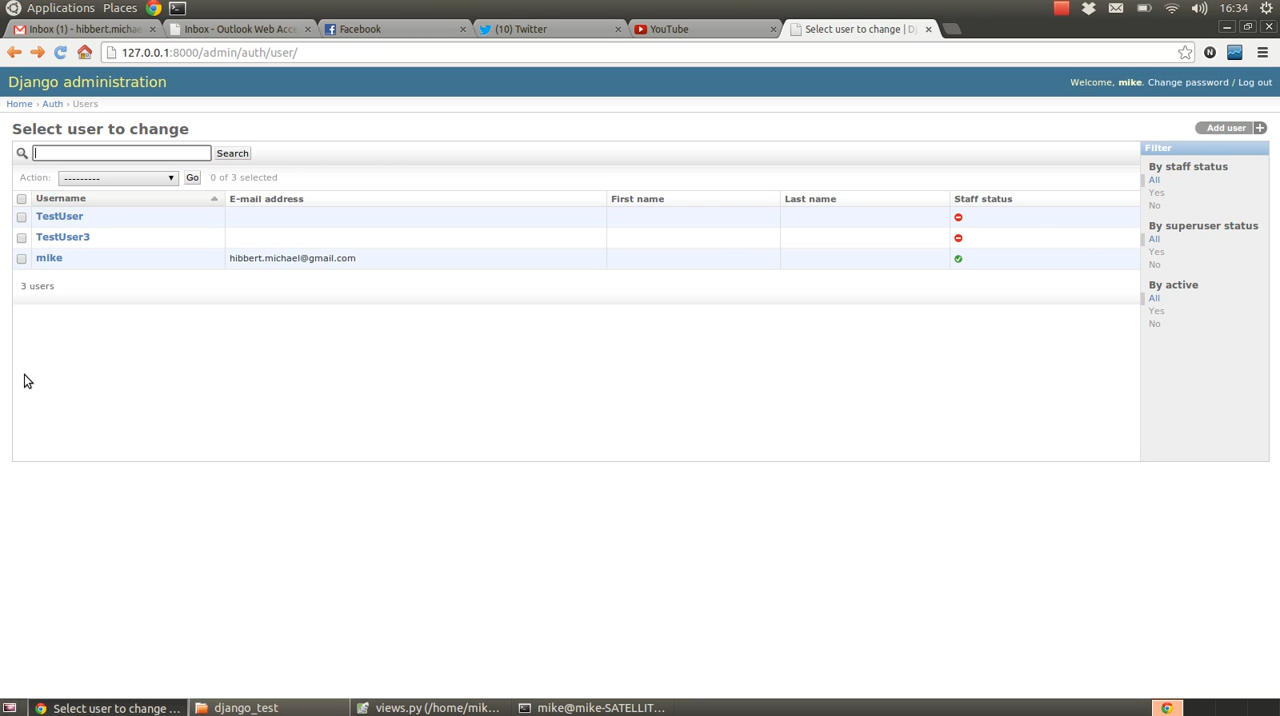 Applications Places 16:34
Inbox (1) - hibbert.micha Inbox - Outlook Web Acce Facebook (10) Twitter YouTube Select user to change | Dj
127.0.0.1:8000/admin/auth/user/ N
Django administration Welcome, mike. Change password / Log out
Home › Auth › Users
Select user to change Add user +
Search Filter
Action: --------- Go 0 of 3 selected
By staff status
All
Yes
No
By superuser status
All
Yes
No
By active
All
Yes
No
Username E-mail address First name Last name Staff status
TestUser
TestUser3
mike hibbert.michael@gmail.com
3 users
Select user to change ... django_test views.py (/home/mik... mike@mike-SATELLIT...